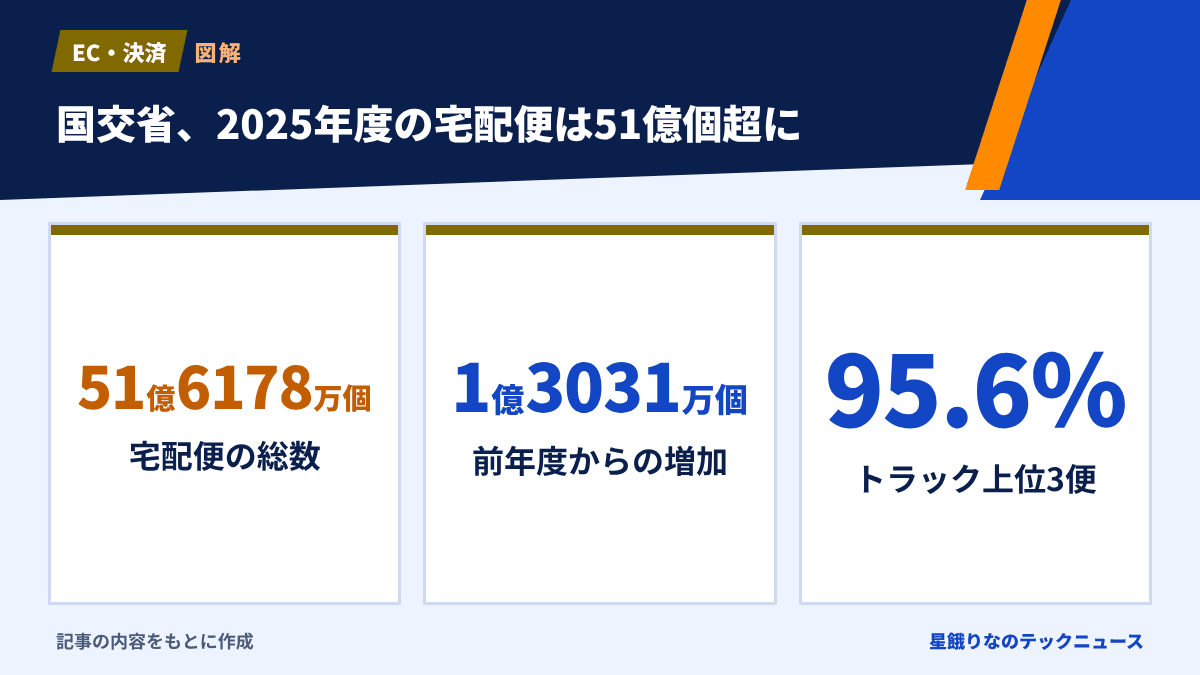 EC・決済 図解
国交省、2025年度の宅配便は51億個超に
51億6178万個
宅配便の総数
1億3031万個
前年度からの増加
95.6%
トラック上位3便
記事の内容をもとに作成
星餓りなのテックニュース